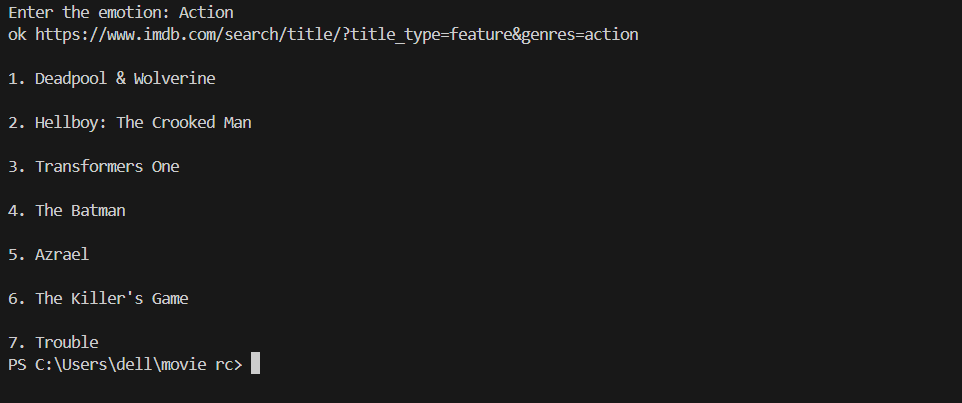 Enter the emotion: Action
ok https://www.imdb.com/search/title/?title_type=feature&genres=action
1. Deadpool & Wolverine
2. Hellboy: The Crooked Man
3. Transformers One
4. The Batman
5. Azrael
6. The Killer's Game
7. Trouble
PS C:\Users\dell\movie rc>